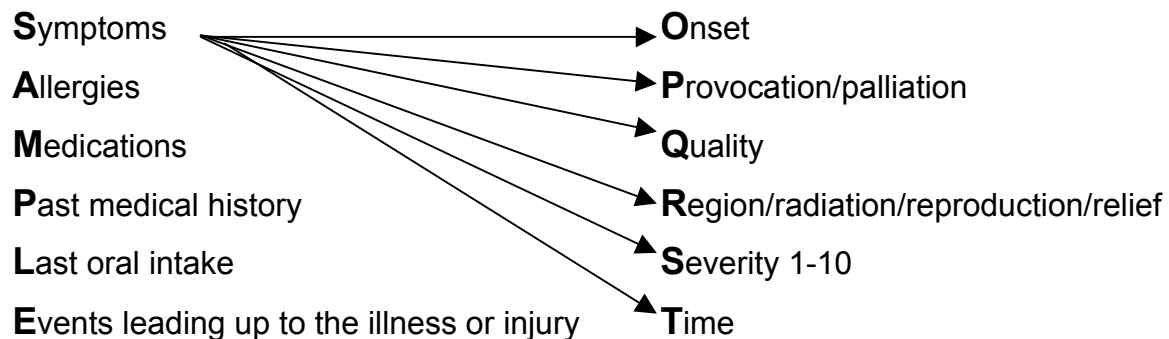 Symptoms Onset
Allergies Provocation/palliation
Medications Quality
Past medical history Region/radiation/reproduction/relief
Last oral intake Severity 1-10
Events leading up to the illness or injury Time